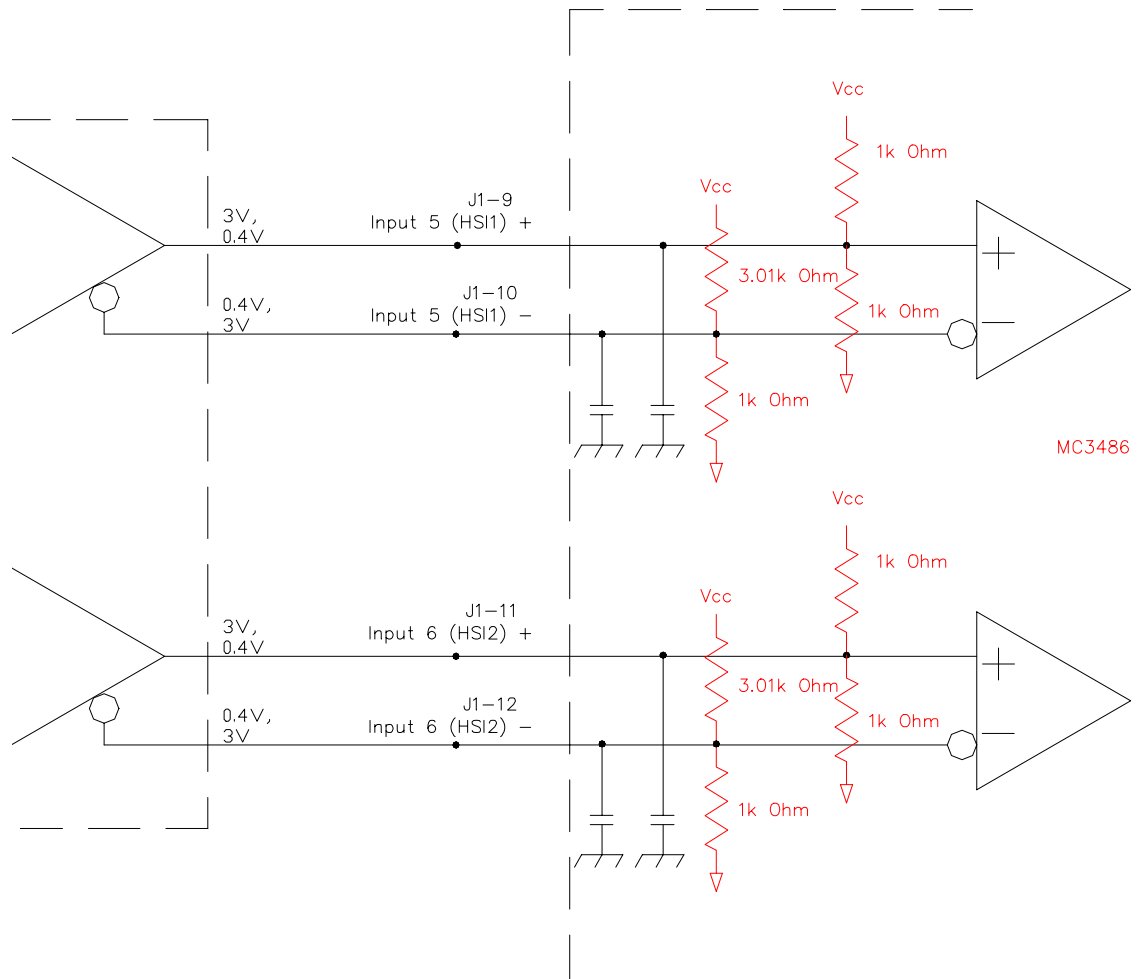 Vcc
1k Ohm
Vcc
J1-9
3V,
0.4V
Input 5 (HSI1) +
3.01k Ohm
J1-10
0.4V,
3V
Input 5 (HSI1) -
1k Ohm
1k Ohm
MC3486
Vcc
1k Ohm
Vcc
J1-11
3V,
0.4V
Input 6 (HSI2) +
3.01k Ohm
J1-12
0.4V,
3V
Input 6 (HSI2) -
1k Ohm
1k Ohm